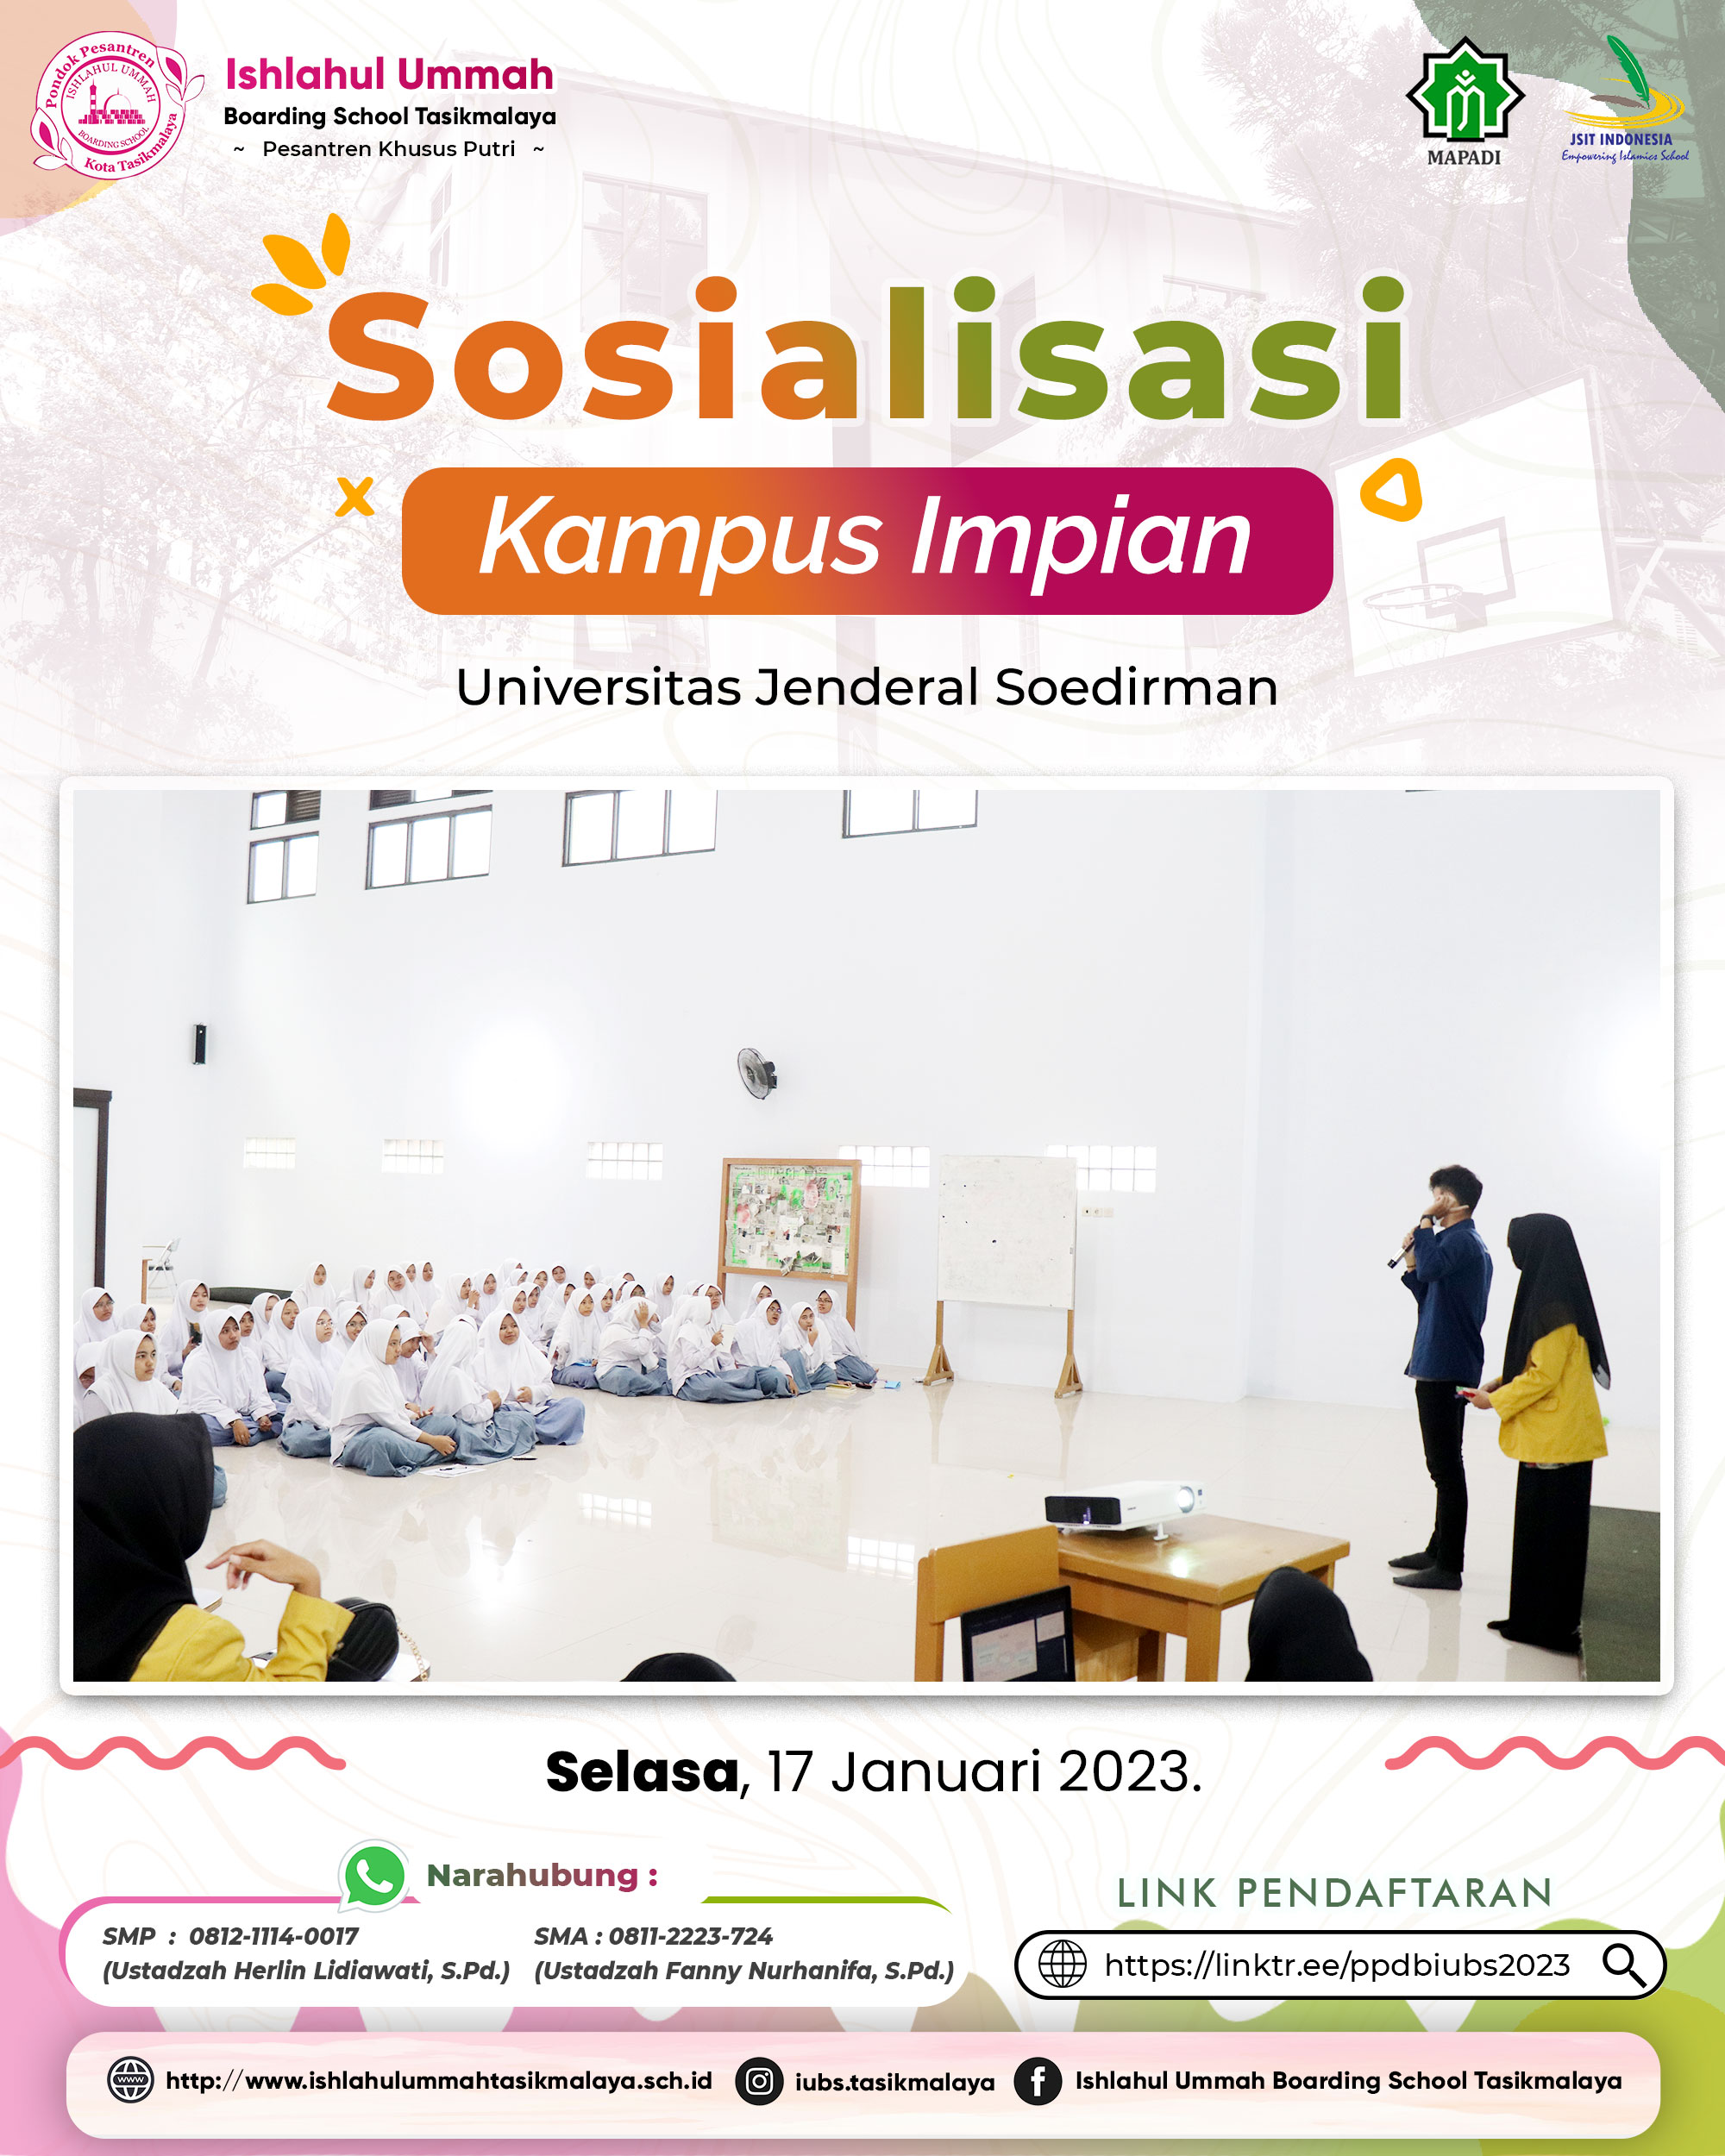 Pondok Pesantren
ISHLAHUL UMMAH
BOARDING SCHOOL
Kota Tasikmalaya
Ishlahul Ummah
Boarding School Tasikmalaya
~ Pesantren Khusus Putri ~
MAPADI
JSIT INDONESIA
Empowering Islamics School
Sosialisasi
Kampus Impian
Universitas Jenderal Soedirman
Selasa, 17 Januari 2023.
Narahubung :
SMP : 0812-1114-0017
(Ustadzah Herlin Lidiawati, S.Pd.)
SMA : 0811-2223-724
(Ustadzah Fanny Nurhanifa, S.Pd.)
LINK PENDAFTARAN
https://linktr.ee/ppdbiubs2023
www
http://www.ishlahulummahtasikmalaya.sch.id
iubs.tasikmalaya
Ishlahul Ummah Boarding School Tasikmalaya